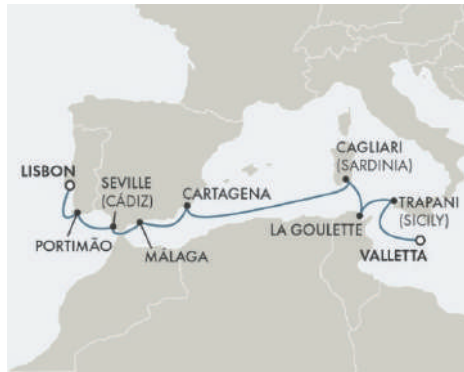 LISBON
SEVILLE
(CÁDIZ)
PORTIMÃO
MÁLAGA
CARTAGENA
CAGLIARI
(SARDINIA)
LA GOULETTE
TRAPANI
(SICILY)
VALLETTA